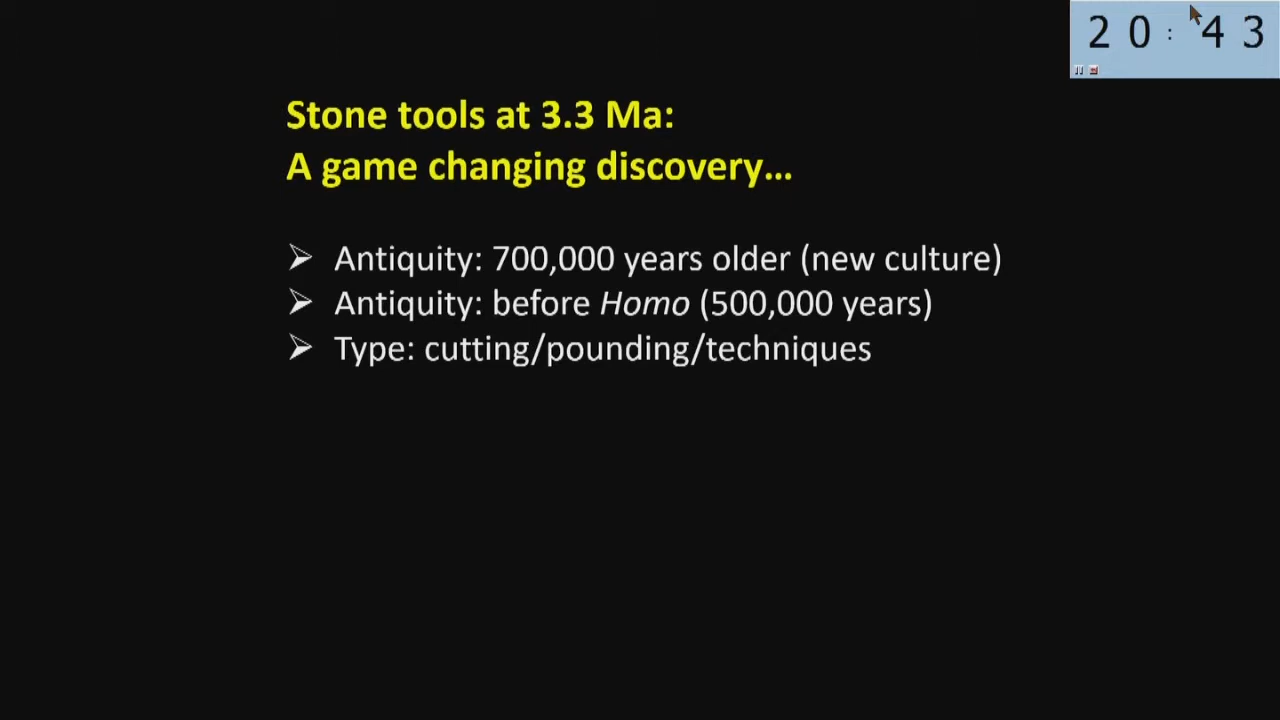 20:43
Stone tools at 3.3 Ma:
A game changing discovery…
➢ Antiquity: 700,000 years older (new culture)
➢ Antiquity: before Homo (500,000 years)
➢ Type: cutting/pounding/techniques